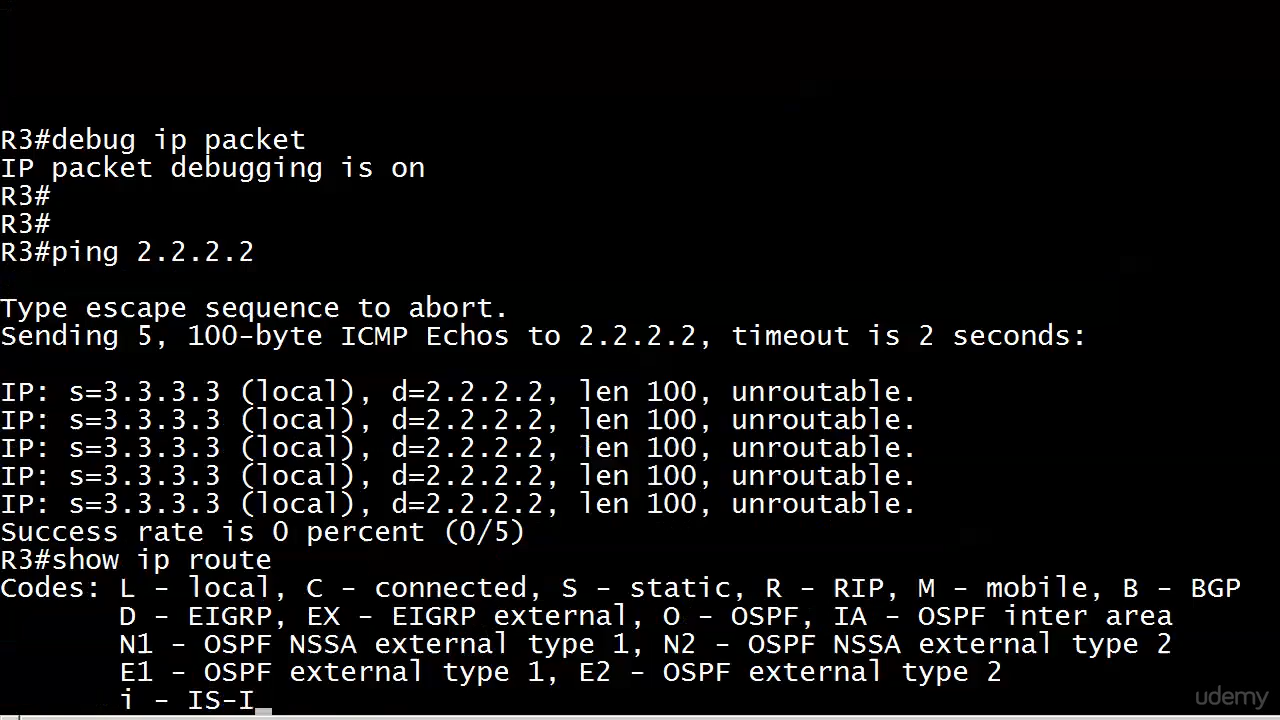 R3#debug ip packet
IP packet debugging is on
R3#
R3#
R3#ping 2.2.2.2
Type escape sequence to abort.
Sending 5, 100-byte ICMP Echos to 2.2.2.2, timeout is 2 seconds:
IP: s=3.3.3.3 (local), d=2.2.2.2, len 100, unroutable.
IP: s=3.3.3.3 (local), d=2.2.2.2, len 100, unroutable.
IP: s=3.3.3.3 (local), d=2.2.2.2, len 100, unroutable.
IP: s=3.3.3.3 (local), d=2.2.2.2, len 100, unroutable.
IP: s=3.3.3.3 (local), d=2.2.2.2, len 100, unroutable.
Success rate is 0 percent (0/5)
R3#show ip route
Codes: L - local, C - connected, S - static, R - RIP, M - mobile, B - BGP
D - EIGRP, EX - EIGRP external, O - OSPF, IA - OSPF inter area
N1 - OSPF NSSA external type 1, N2 - OSPF NSSA external type 2
E1 - OSPF external type 1, E2 - OSPF external type 2
i - IS-I
udemy